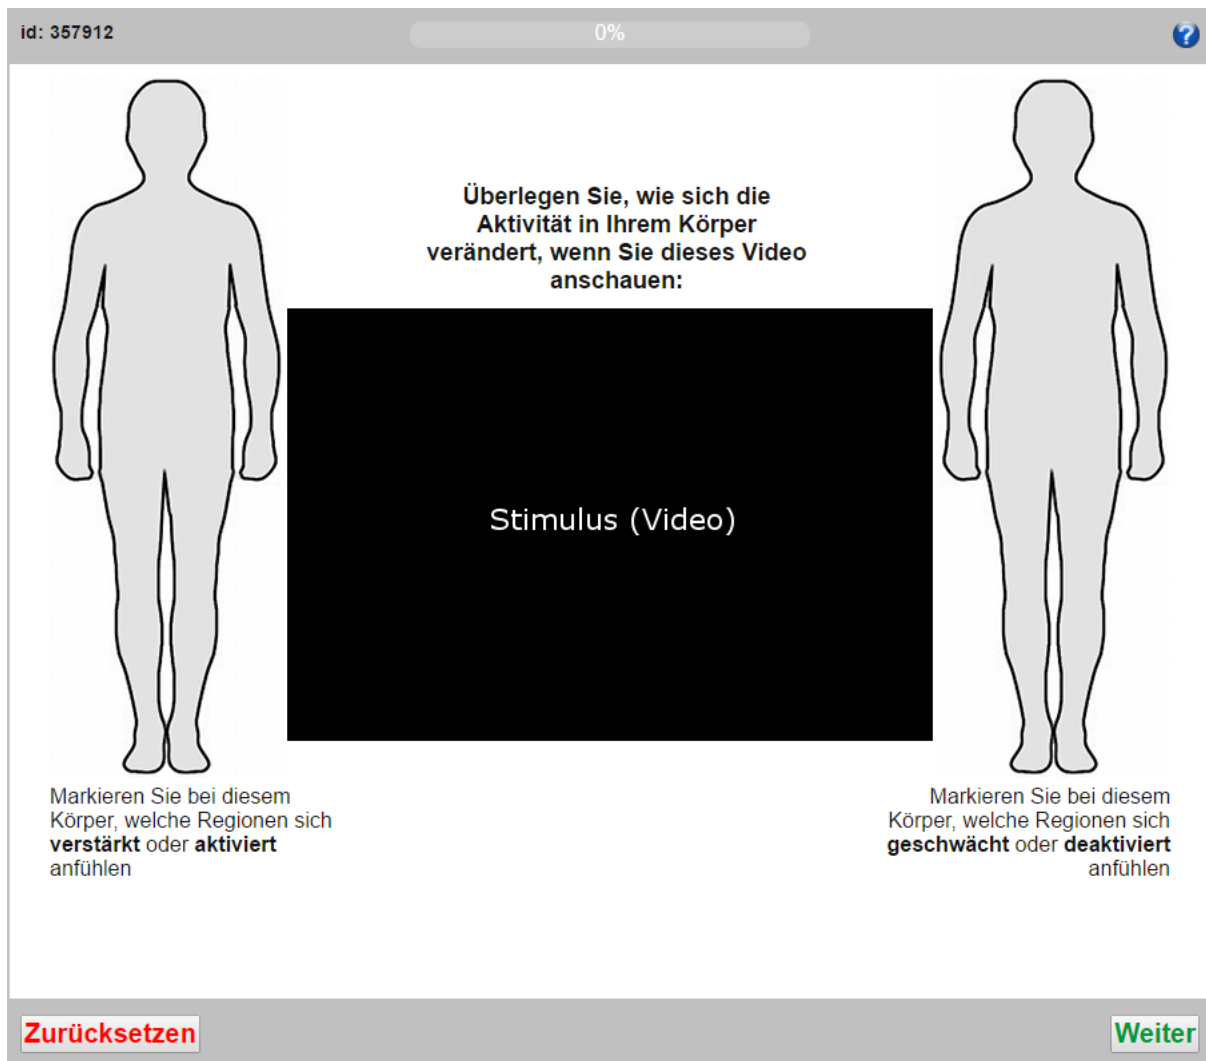 id: 357912
0%
?
Überlegen Sie, wie sich die
Aktivität in Ihrem Körper
verändert, wenn Sie dieses Video
anschauen:
Stimulus (Video)
Markieren Sie bei diesem
Körper, welche Regionen sich
verstärkt oder aktiviert
anfühlen
Markieren Sie bei diesem
Körper, welche Regionen sich
geschwächt oder deaktiviert
anfühlen
Zurücksetzen
Weiter